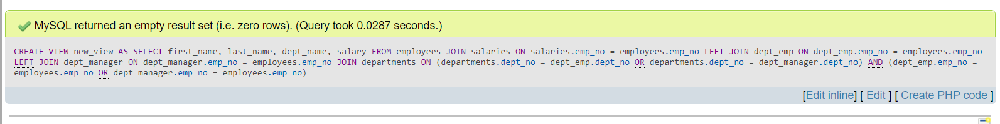 MySQL returned an empty result set (i.e. zero rows). (Query took 0.0287 seconds.)
CREATE VIEW new_view AS SELECT first_name, last_name, dept_name, salary FROM employees JOIN salaries ON salaries.emp_no = employees.emp_no LEFT JOIN dept_emp ON dept_emp.emp_no = employees.emp_no
LEFT JOIN dept_manager ON dept_manager.emp_no = employees.emp_no JOIN departments ON (departments.dept_no = dept_emp.dept_no OR departments.dept_no = dept_manager.dept_no) AND (dept_emp.emp_no =
employees.emp_no OR dept_manager.emp_no = employees.emp_no)
[Edit inline] [ Edit ] [ Create PHP code ]